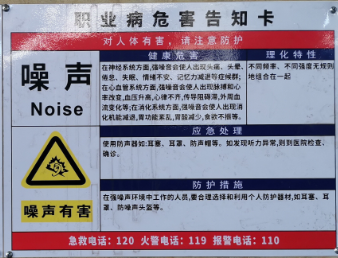 职业病危害告知卡
对人体有害，请注意防护
噪声
Noise
健康危害
在神经系统方面,强噪音会使人出现头痛、头晕、
倦怠、失眠、情绪不安、记忆力减退等症候群;
在心血管系统方面,强噪音会使人出现脉搏和心
率改变,血压升高,心律不齐,传导阻滞,外周血
流变化等;在消化系统方面,强噪音会使人出现消
化机能减退,胃功能紊乱,胃酸减少,食欲不振等。
理化特性
不同频率、不同强度无规则
地组合在一起
噪声有害
应急处理
使用防声器如:耳塞、耳罩、防声帽等。如发现听力异常,则到医院检查、
确诊。
防护措施
在强噪声环境中工作的人员,要合理选择和利用个人防护器材,如耳塞、耳
罩、防噪声头盔等。
急救电话：120 火警电话：119 报警电话：110